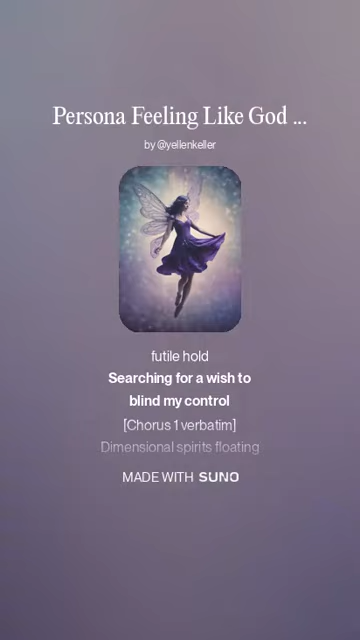 Persona Feeling Like God ...
by @yellenkeller
futile hold
Searching for a wish to
blind my control
[Chorus 1 verbatim]
Dimensional spirits floating
MADE WITH SUNO